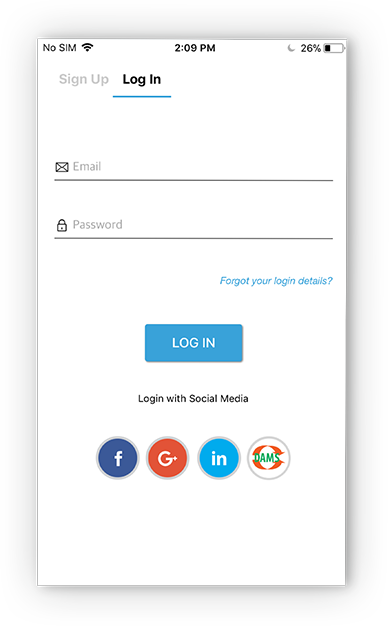 No SIM 2:09 PM 26%
Sign Up Log In
Email
Password
Forgot your login details?
LOG IN
Login with Social Media
f G+ in DAMS